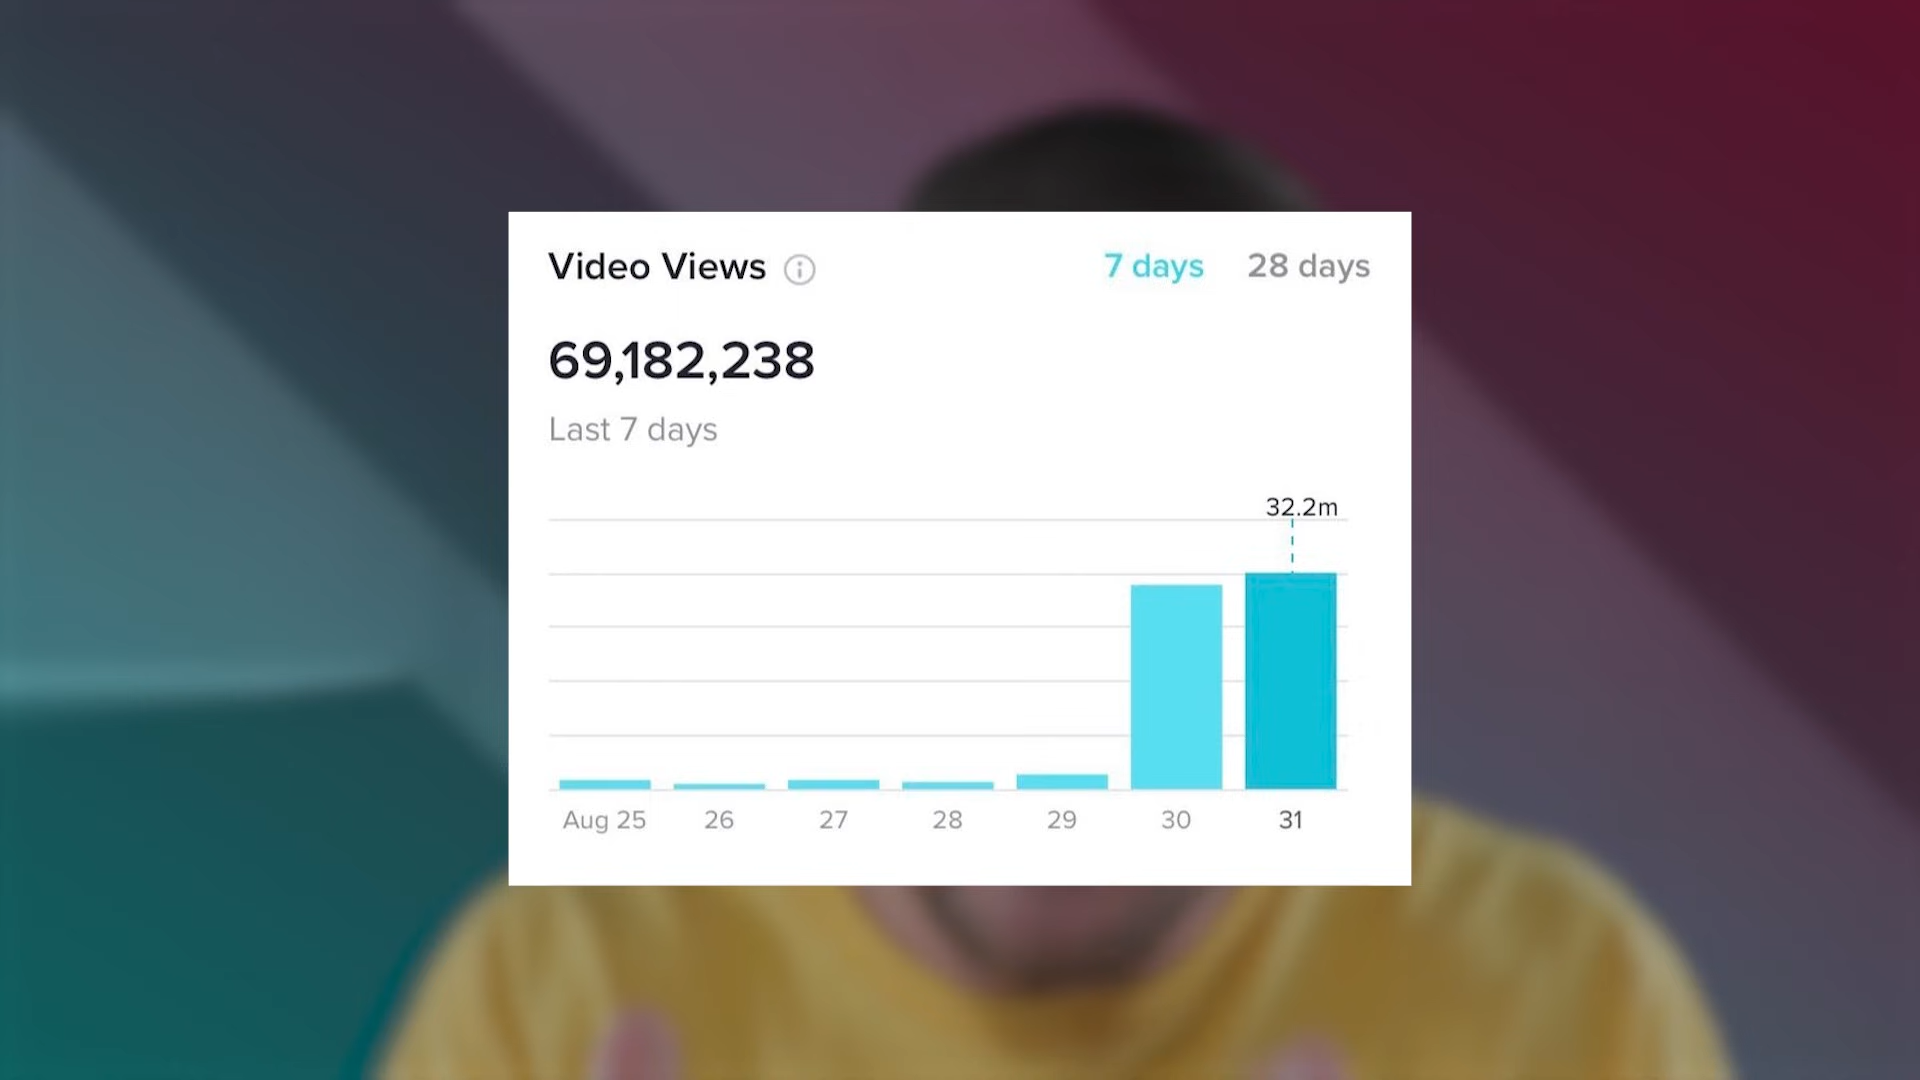 Video Views
7 days 28 days
69,182,238
Last 7 days
32.2m
Aug 25 26 27 28 29 30 31